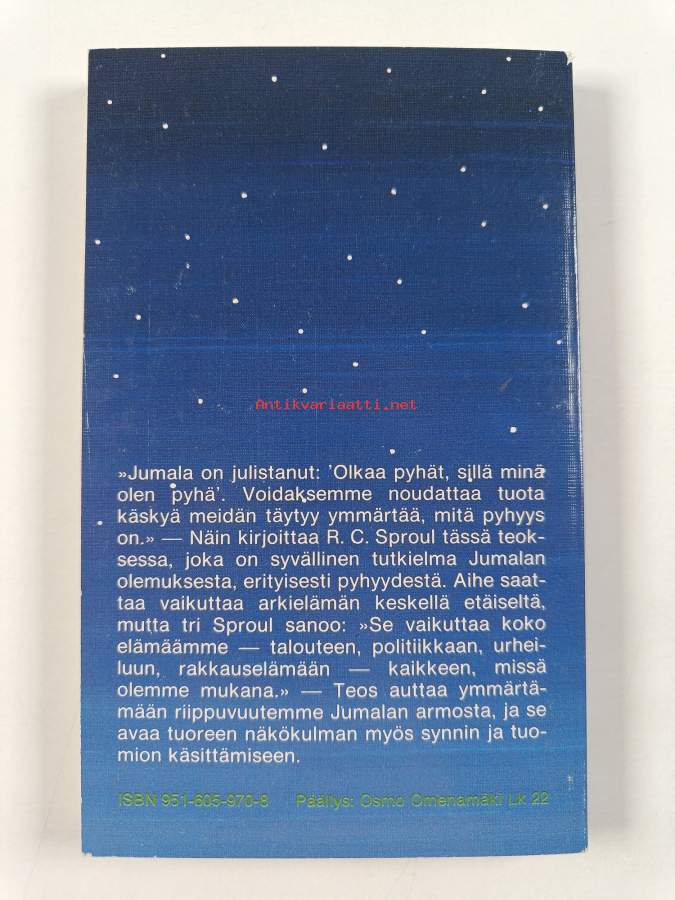 Antikvariaatti.net
»Jumala on julistanut: 'Olkaa pyhät, sillä minä
olen pyhä'. Voidaksemme noudattaa tuota
käskyä meidän täytyy ymmärtää, mitä pyhyys
on.» — Näin kirjoittaa R. C. Sproul tässä teok-
sessa, joka on syvällinen tutkielma Jumalan
olemuksesta, erityisesti pyhyydestä. Aihe saat-
taa vaikuttaa arkielämän keskellä etäiseltä,
mutta tri Sproul sanoo: »Se vaikuttaa koko
elämäämme — talouteen, politiikkaan, urhei-
luun, rakkauselämään — kaikkeen, missä
olemme mukana.» — Teos auttaa ymmärtä-
mään riippuvuutemme Jumalan armosta, ja se
avaa tuoreen näkökulman myös synnin ja tuo-
mion käsittämiseen.
ISBN 951-605-970-8 Päällys: Osmo Omenamäki Lk 22